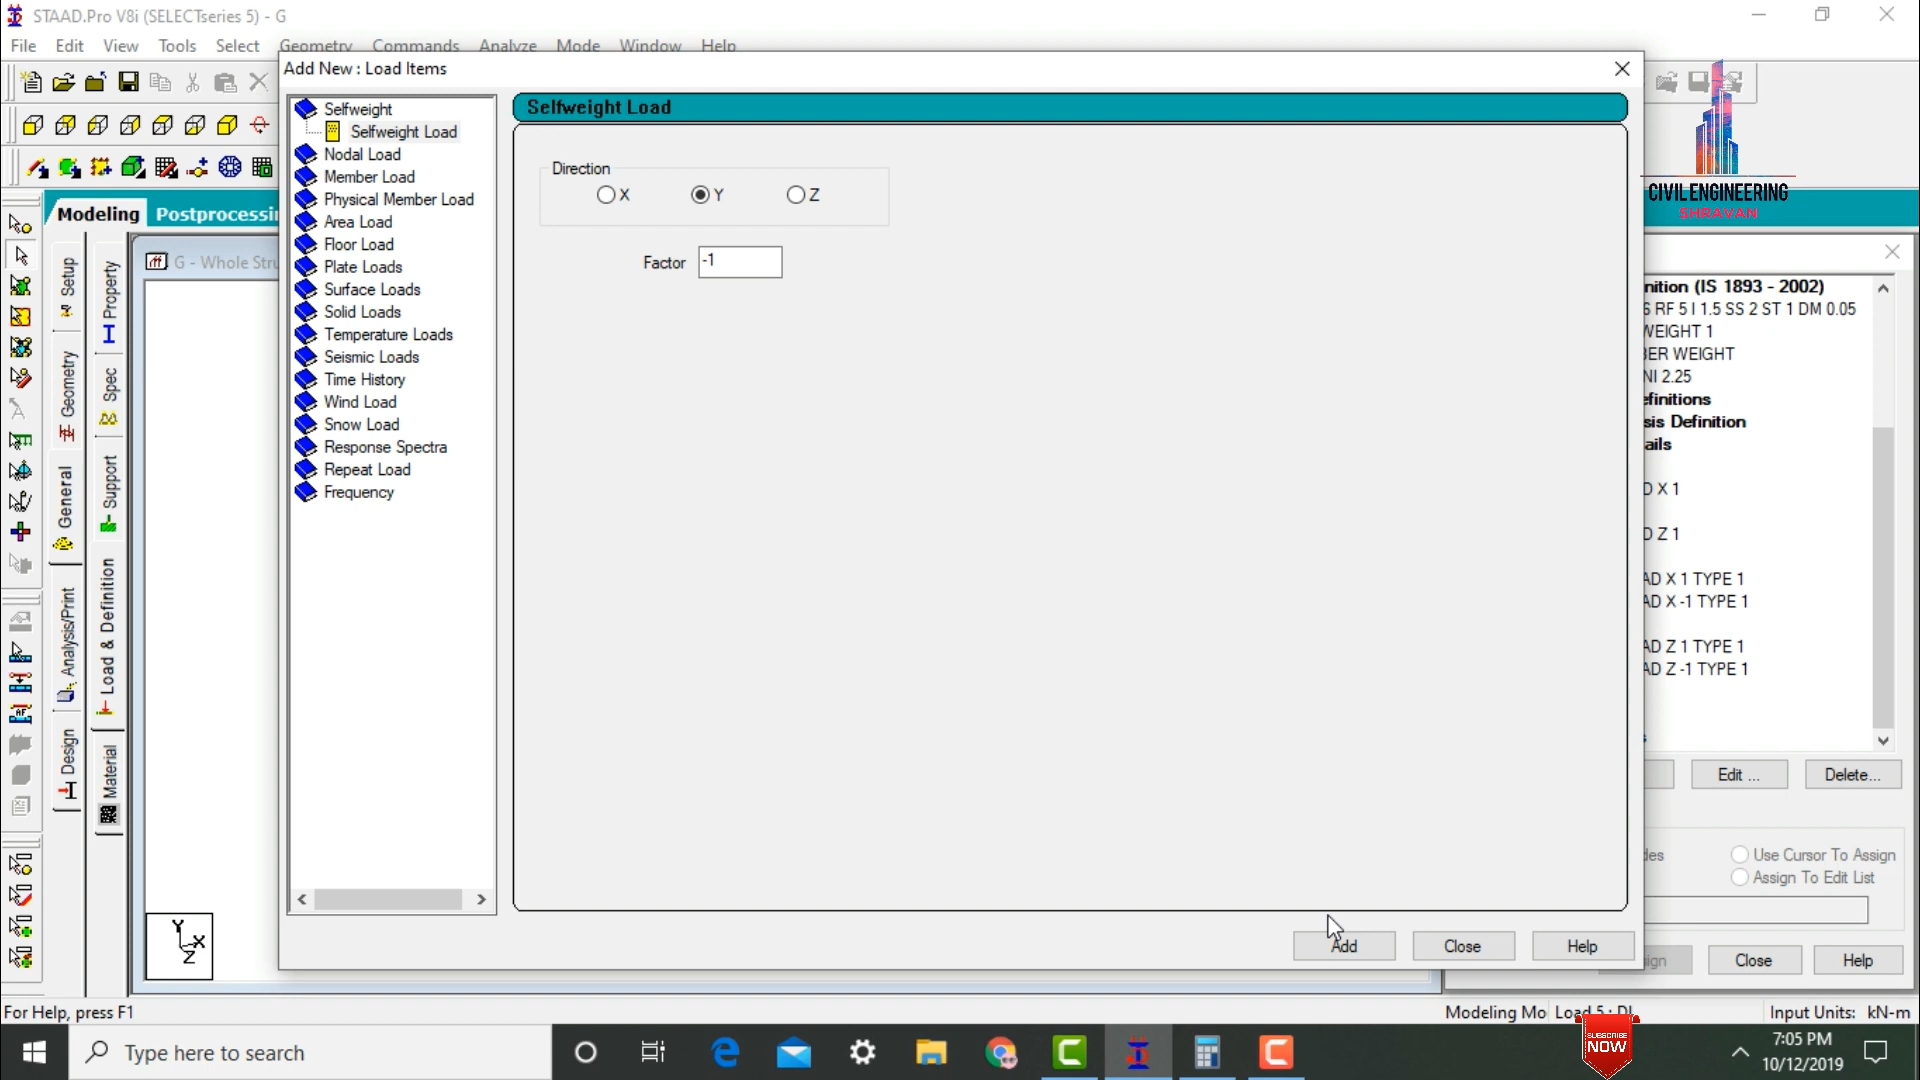 STAAD.Pro V8i (SELECTseries 5) - G
File Edit View Tools Select Geometry Commands Analyze Mode Window Help
Add New : Load Items
Selfweight
Selfweight Load
Nodal Load
Member Load
Physical Member Load
Area Load
Floor Load
Plate Loads
Surface Loads
Solid Loads
Temperature Loads
Seismic Loads
Time History
Wind Load
Snow Load
Response Spectra
Repeat Load
Frequency
Selfweight Load
Direction
X Y Z
Factor -1
Add Close Help
Modeling Postprocessin
G - Whole Stru
Setup
Geometry
General
Analysis/Print
Design
Property
Spec
Support
Load & Definition
Material
Y
X
Z
CIVIL ENGINEERING
SHRAVAN
nition (IS 1893 - 2002)
RF 5 I 1.5 SS 2 ST 1 DM 0.05
WEIGHT 1
BER WEIGHT
NI 2.25
efinitions
sis Definition
ails
D X 1
D Z 1
AD X 1 TYPE 1
AD X -1 TYPE 1
AD Z 1 TYPE 1
AD Z -1 TYPE 1
Edit ... Delete...
des
Use Cursor To Assign
Assign To Edit List
ign Close Help
For Help, press F1
Modeling Mo Load 5 : DL Input Units: kN-m
SUBSCRIBE
NOW
Type here to search
AF
7:05 PM
10/12/2019